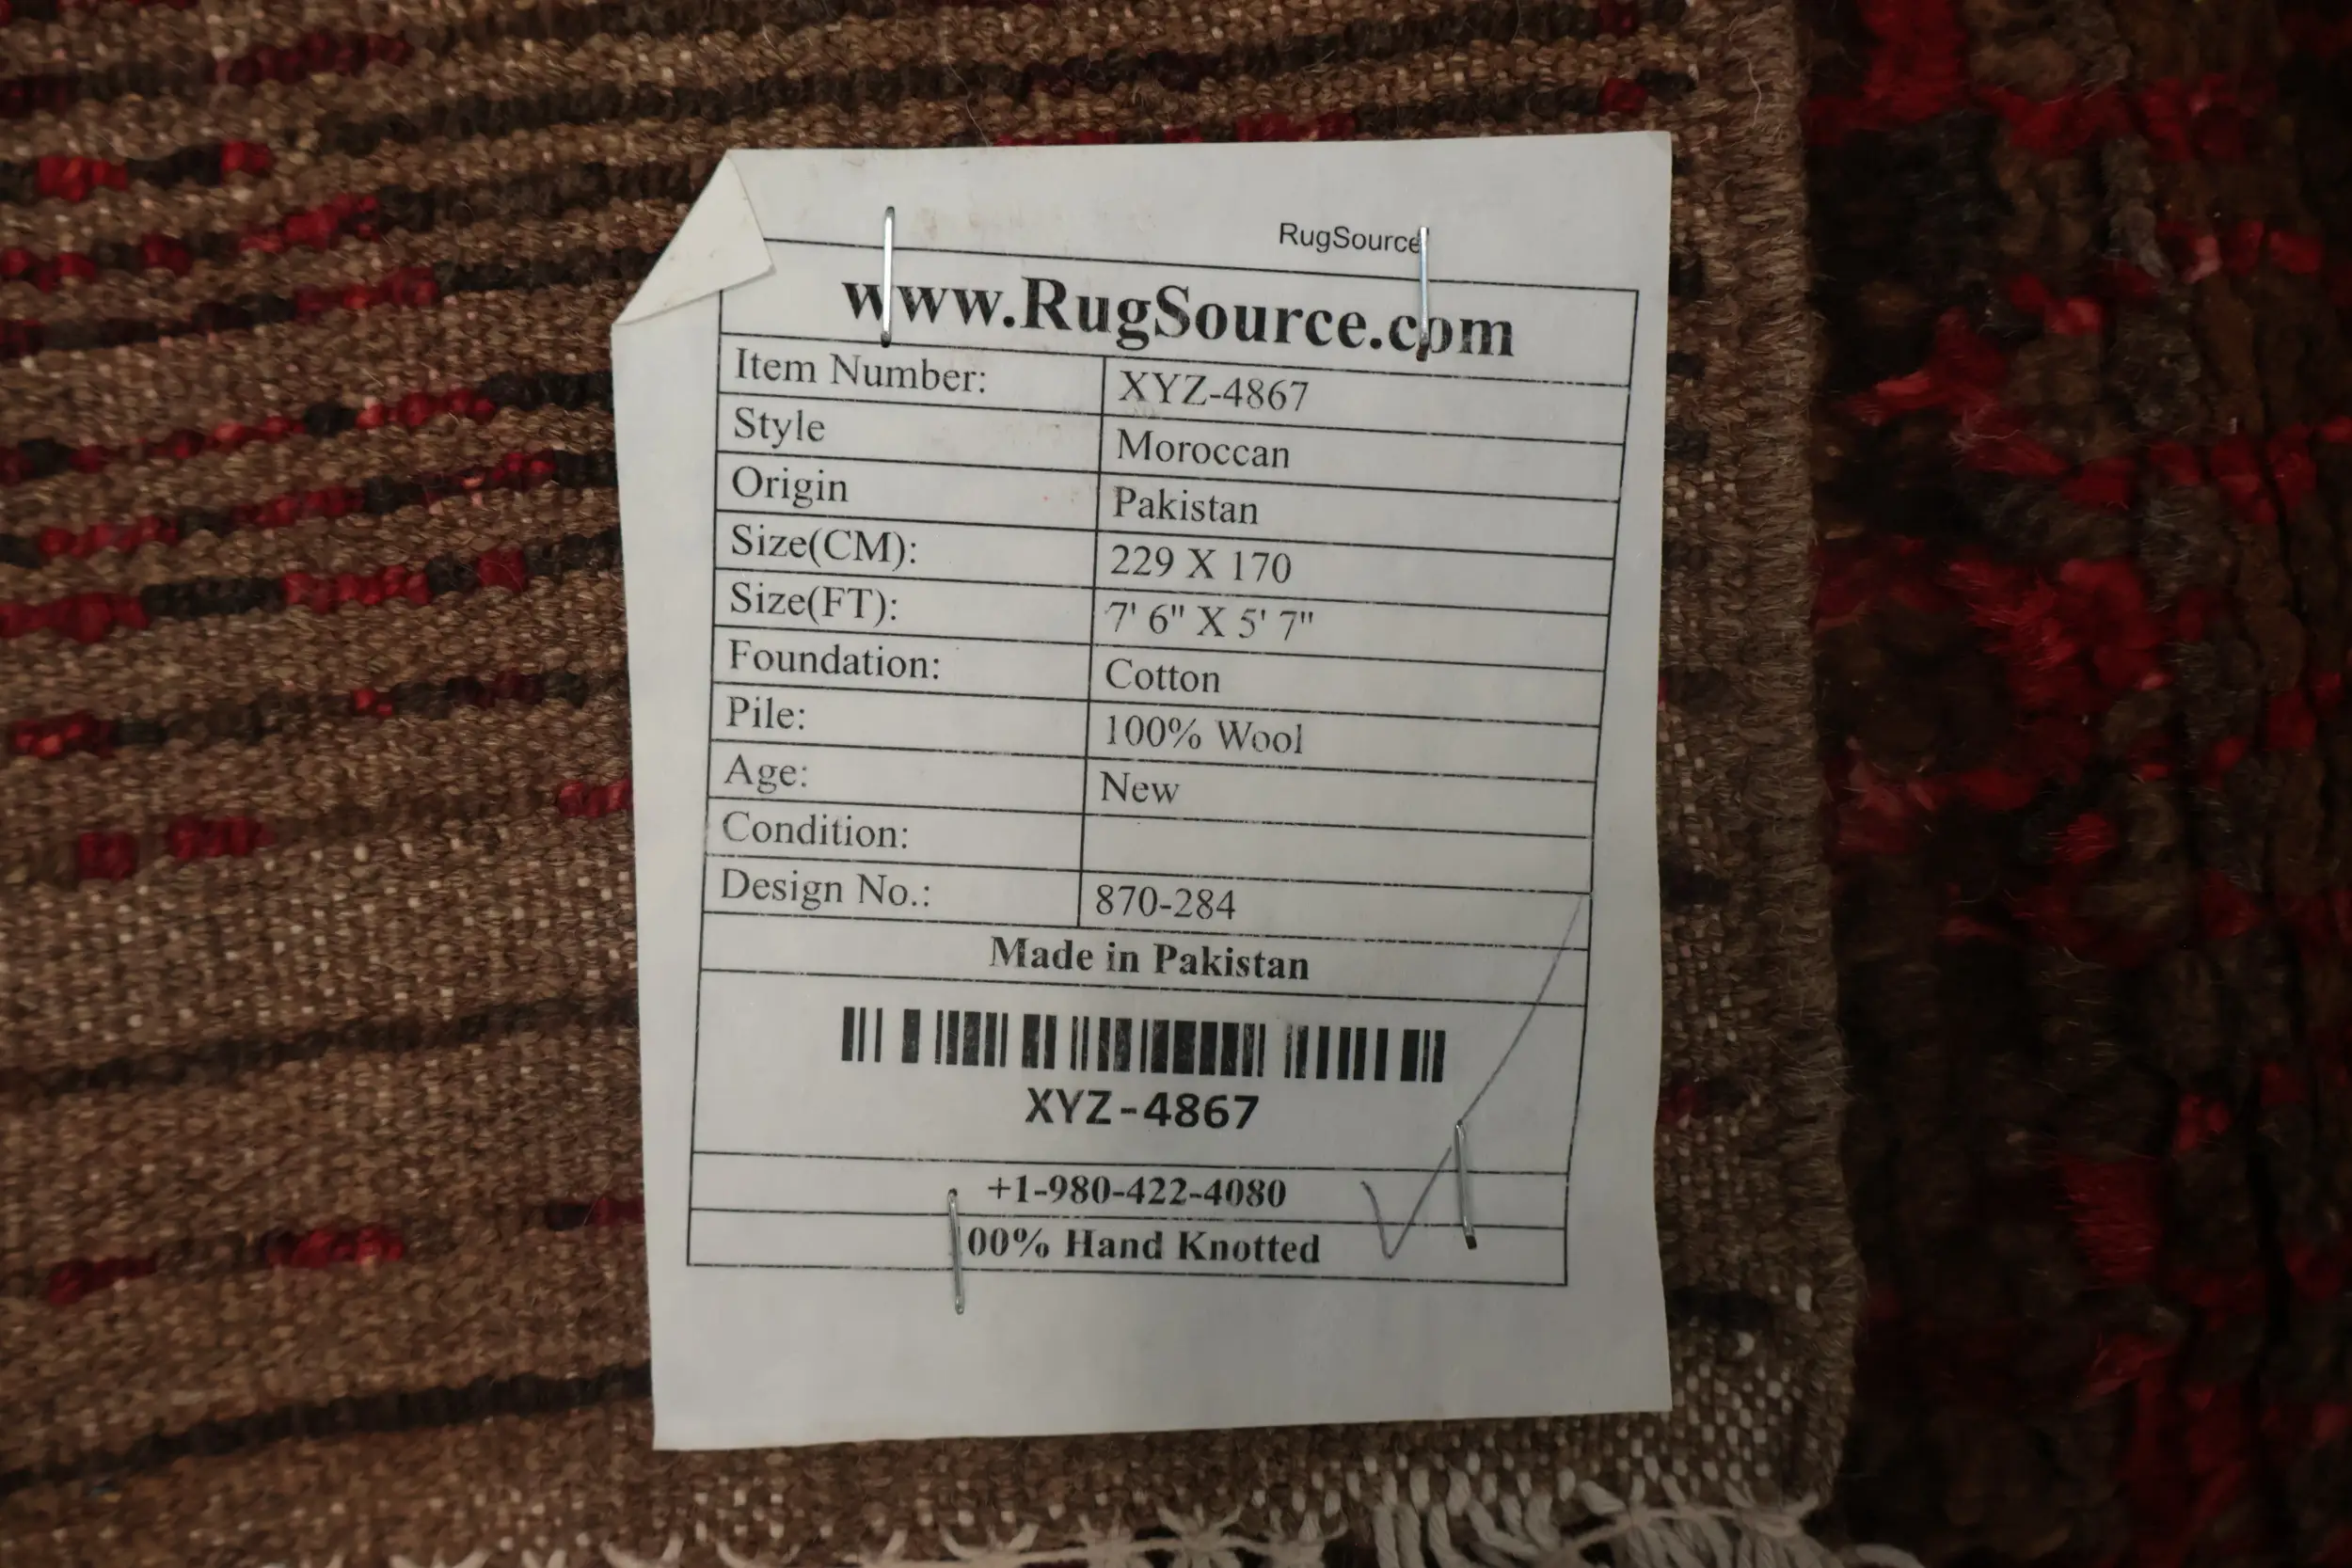 RugSource
www.RugSource.com
Item Number: XYZ-4867
Style Moroccan
Origin Pakistan
Size(CM): 229 X 170
Size(FT): 7' 6" X 5' 7"
Foundation: Cotton
Pile: 100% Wool
Age: New
Condition:
Design No.: 870-284
Made in Pakistan
XYZ-4867
+1-980-422-4080
00% Hand Knotted